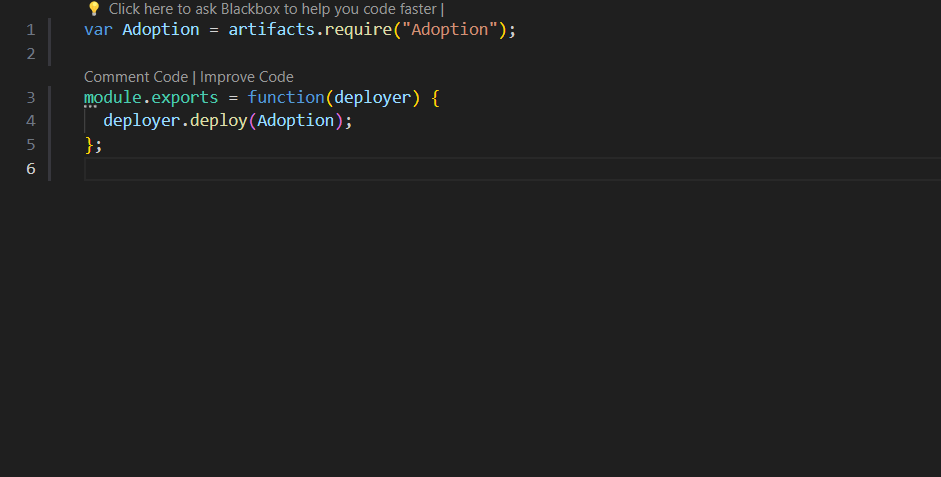 Click here to ask Blackbox to help you code faster |
1 var Adoption = artifacts.require("Adoption");
2
Comment Code | Improve Code
3 module.exports = function(deployer) {
4   deployer.deploy(Adoption);
5 };
6